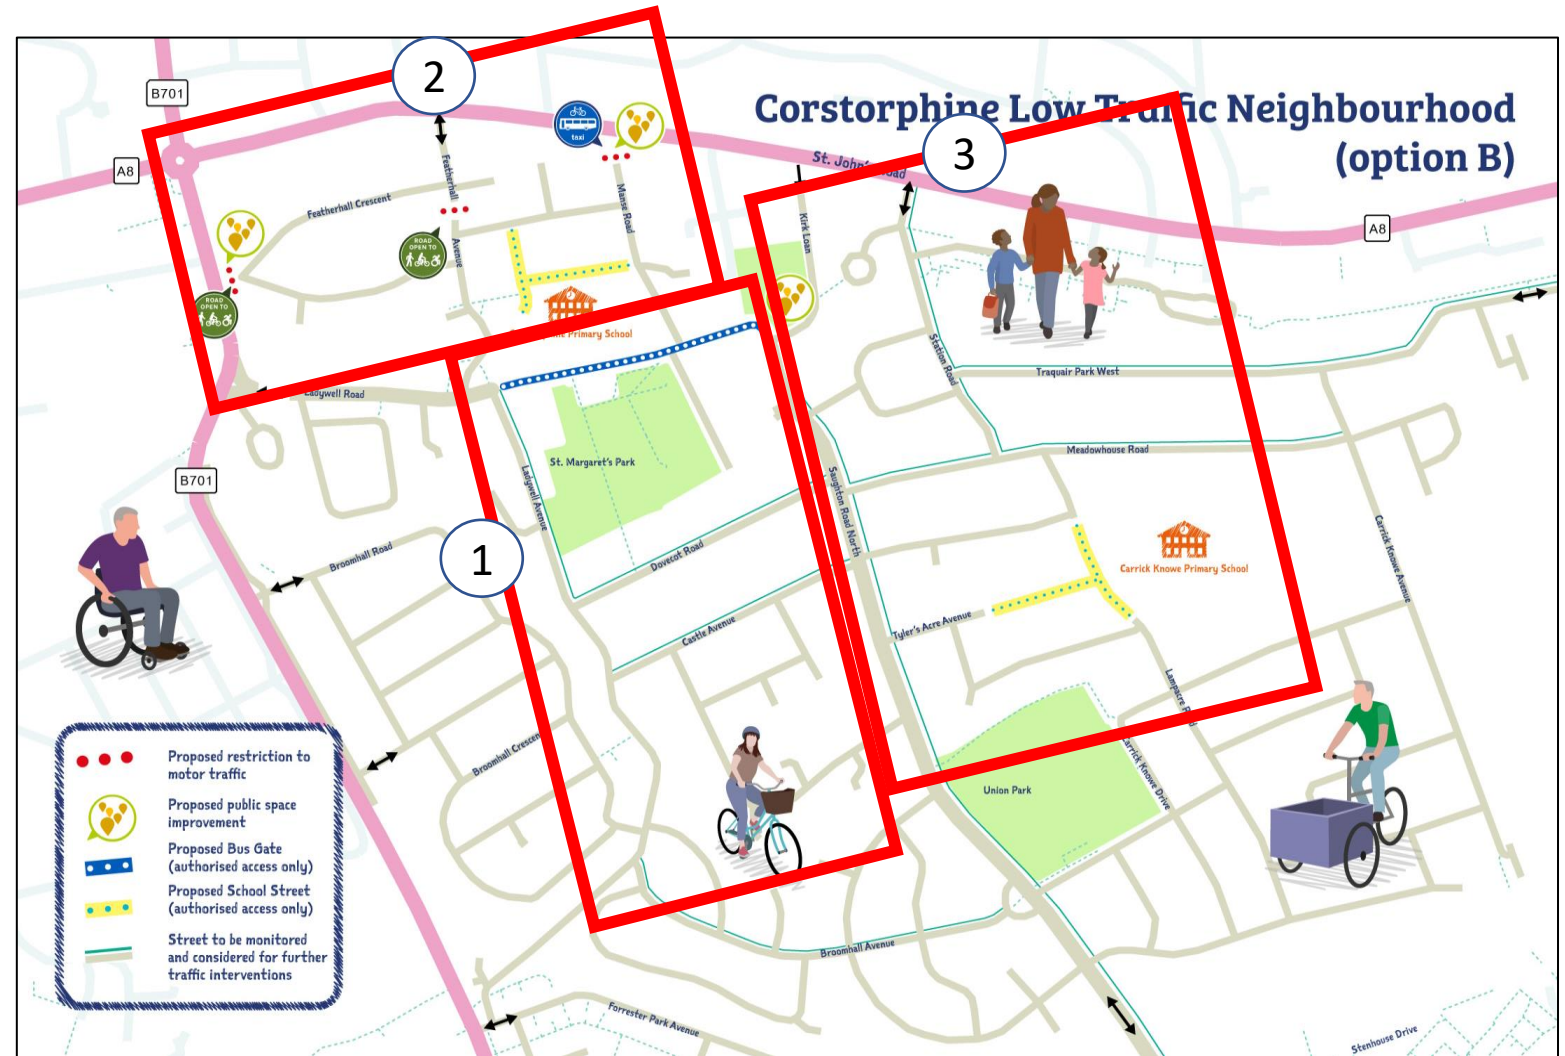 Corstorphine Low Traffic Neighbourhood
(option B)
2
3
1
B701
A8
St. John's Road
taxi
A8
Featherhall
Avenue
Featherhall Crescent
Manse Road
Kirk Loan
ROAD
OPEN TO
ROAD
OPEN TO
Primary School
Ladywell Road
Station Road
Traquair Park West
Meadowhouse Road
B701
St. Margaret's Park
Ladywell Avenue
Saughton Road North
Dovecot Road
Broomhall Road
Castle Avenue
Carrick Knowe Primary School
Carrick Knowe Avenue
Tyler's Acre Avenue
Lampacre Road
Broomhall Crescent
Carrick Knowe Drive
Union Park
Broomhall Avenue
Forrester Park Avenue
Stenhouse Drive
Proposed restriction to
motor traffic
Proposed public space
improvement
Proposed Bus Gate
(authorised access only)
Proposed School Street
(authorised access only)
Street to be monitored
and considered for further
traffic interventions